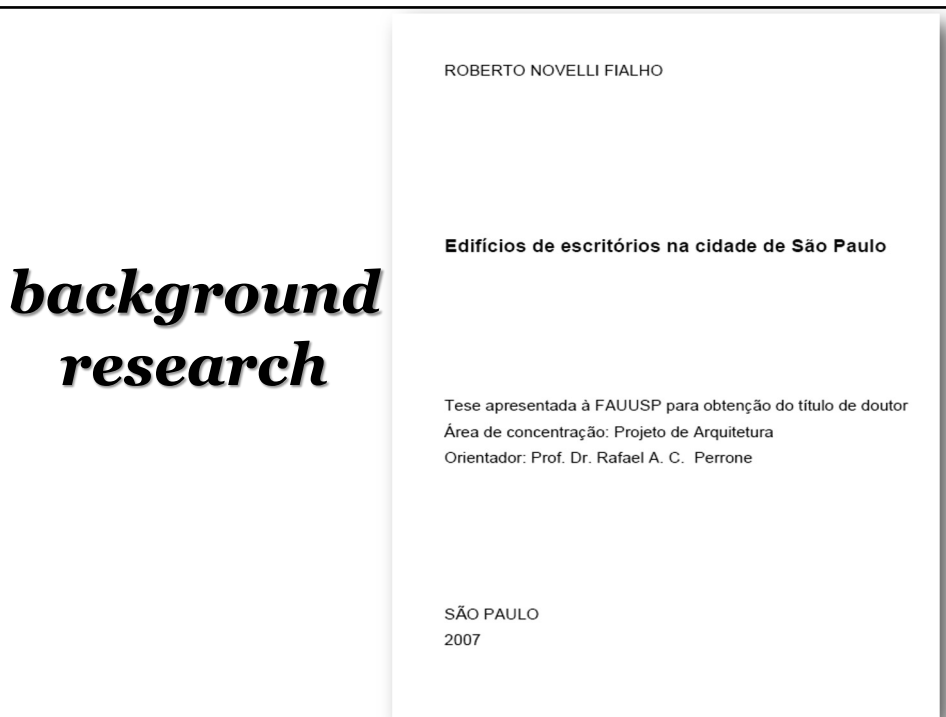 background
research
ROBERTO NOVELLI FIALHO
Edifícios de escritórios na cidade de São Paulo
Tese apresentada à FAUUSP para obtenção do título de doutor
Área de concentração: Projeto de Arquitetura
Orientador: Prof. Dr. Rafael A. C. Perrone
SÃO PAULO
2007